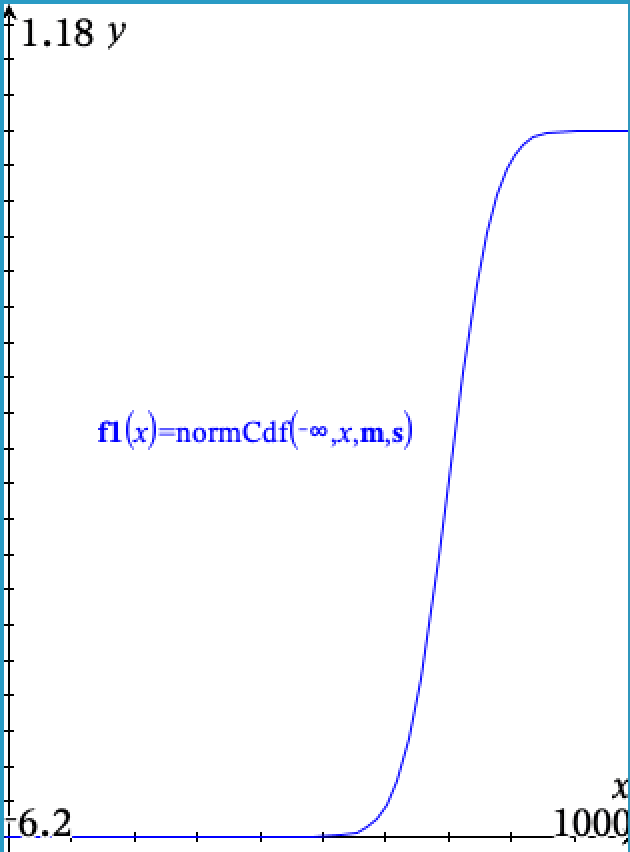 1.18 y
f1(x)=normCdf(-∞,x,m,s)
x
-6.2
1000